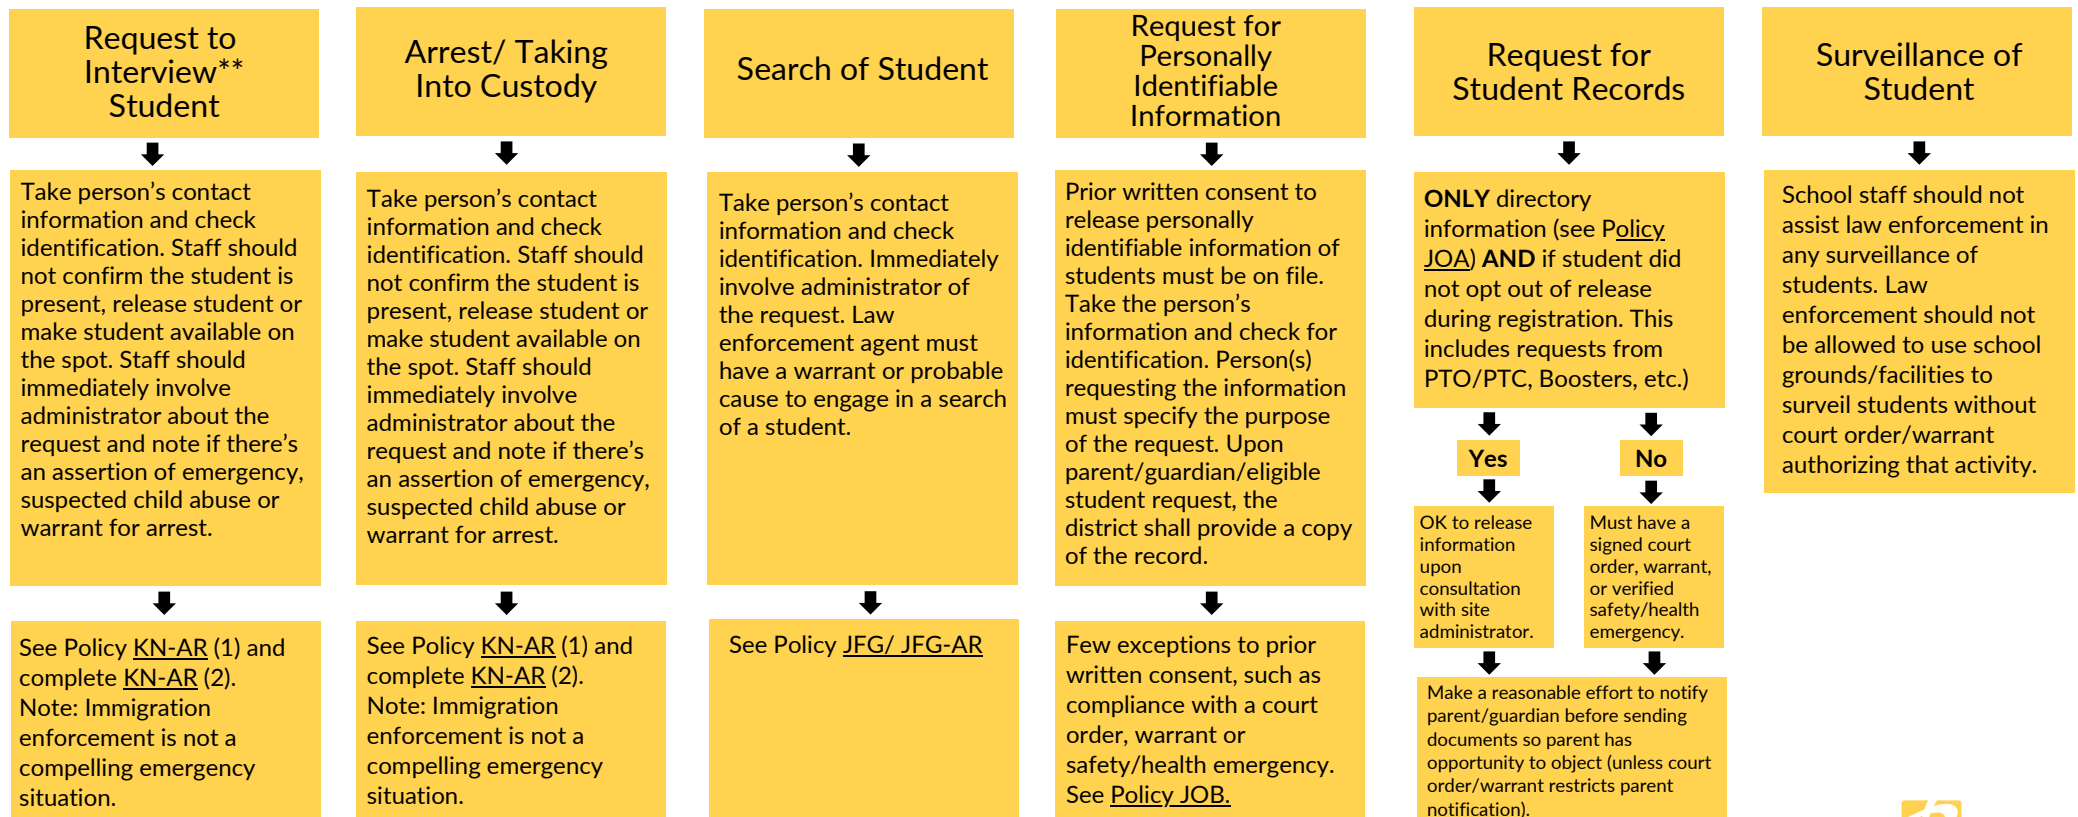 Request to
Interview**
Student
Take person’s contact
information and check
identification. Staff should
not confirm the student is
present, release student or
make student available on
the spot. Staff should
immediately involve
administrator about the
request and note if there’s
an assertion of emergency,
suspected child abuse or
warrant for arrest.
See Policy KN-AR (1) and
complete KN-AR (2).
Note: Immigration
enforcement is not a
compelling emergency
situation.
Arrest/ Taking
Into Custody
Take person’s contact
information and check
identification. Staff should
not confirm the student is
present, release student or
make student available on
the spot. Staff should
immediately involve
administrator about the
request and note if there’s
an assertion of emergency,
suspected child abuse or
warrant for arrest.
See Policy KN-AR (1) and
complete KN-AR (2).
Note: Immigration
enforcement is not a
compelling emergency
situation.
Search of Student
Take person’s contact
information and check
identification. Immediately
involve administrator of
the request. Law
enforcement agent must
have a warrant or probable
cause to engage in a search
of a student.
See Policy JFG/ JFG-AR
Request for
Personally
Identifiable
Information
Prior written consent to
release personally
identifiable information of
students must be on file.
Take the person’s
information and check for
identification. Person(s)
requesting the information
must specify the purpose
of the request. Upon
parent/guardian/eligible
student request, the
district shall provide a copy
of the record.
Few exceptions to prior
written consent, such as
compliance with a court
order, warrant or
safety/health emergency.
See Policy JOB.
Request for
Student Records
ONLY directory
information (see Policy
JOA) AND if student did
not opt out of release
during registration. This
includes requests from
PTO/PTC, Boosters, etc.)
Yes
OK to release
information
upon
consultation
with site
administrator.
No
Must have a
signed court
order, warrant,
or verified
safety/health
emergency.
Make a reasonable effort to notify
parent/guardian before sending
documents so parent has
opportunity to object (unless court
order/warrant restricts parent
notification).
Surveillance of
Student
School staff should not
assist law enforcement in
any surveillance of
students. Law
enforcement should not
be allowed to use school
grounds/facilities to
surveil students without
court order/warrant
authorizing that activity.